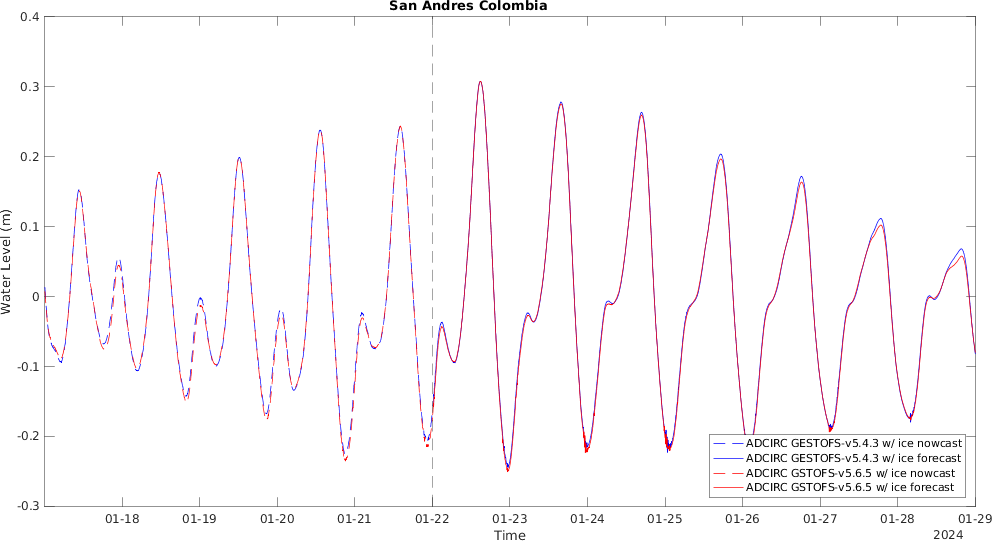 San Andres Colombia
0.4
0.3
0.2
0.1
0
-0.1
-0.2
-0.3
Water Level (m)
ADCIRC GESTOFS-v5.4.3 w/ ice nowcast
ADCIRC GESTOFS-v5.4.3 w/ ice forecast
ADCIRC GSTOFS-v5.6.5 w/ ice nowcast
ADCIRC GSTOFS-v5.6.5 w/ ice forecast
01-18 01-19 01-20 01-21 01-22 01-23 01-24 01-25 01-26 01-27 01-28 01-29
Time
2024